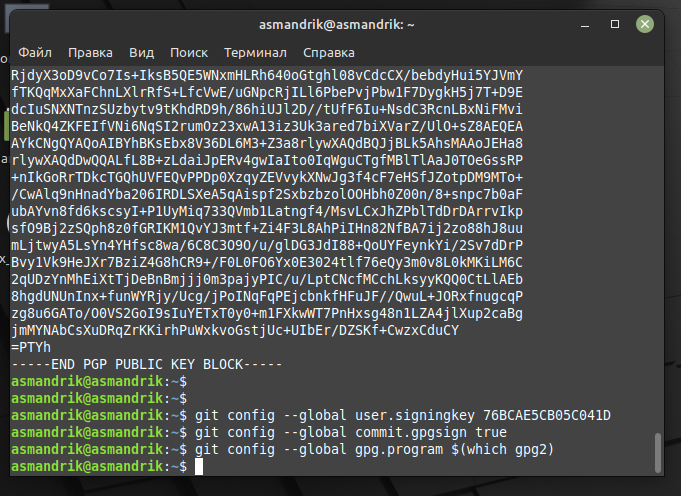 asmandrik@asmandrik: ~
Файл Правка Вид Поиск Терминал Справка
RjdyX3oD9vCo7Is+IksB5QE5WNxmHLRh640oGtghl08vCdcCX/bebdyHui5YJVmY
fTKQqMxXaFChnLXlrRfS+LfcVwE/uGNpcRjILl6PbePvjPbw1F7DygkH5j7T+D9E
dcIuSNXNTnzSUzbytv9tKhdRD9h/86hiUJl2D//tUfF6Iu+NsdC3RcnLBxNiFMvi
BeNkQ4ZKFEIfVNi6NqSI2rumOz23xwA13iz3Uk3ared7biXVarZ/UlO+sZ8AEQEA
AYkCNgQYAQoAIBYhBKsEbx8V36DL6M3+Z3a8rlywXAQdBQJjBLk5AhsMAAoJEHa8
rlywXAQdDwQQALfL8B+zLdaiJpERv4gwIaIto0IqWguCTgfMBlTlAaJ0TOeGssRP
+nIkGoRrTDkcTGQhUVFEQvPPDp0XzqyZEVvykXNwJg3f4cF7eHSfJZotpDM9MTo+
/CwAlq9nHnadYba206IRDLSXeA5qAispf2SxbzbzolOOHbh0Z00n/8+snpc7b0aF
ubAYvn8fd6kscsyI+P1UyMiq733QVmb1Latngf4/MsvLCxJhZPblTdDrDArrvIkp
sfO9Bj2zSQph8z0fGRIKM1QvYJ3mtf+Zi4F3L8AhPiIHn82NfBA7ij2zo88hJ8uu
mLjtwyA5LsYn4YHfsc8wa/6C8C3O9O/u/glDG3JdI88+QoUYFeynkYi/2Sv7dDrP
Bvy1Vk9HeJXr7BziZ4G8hCR9+/F0L0FO6Yx0E3024tlf76eQy3m0v8L0kMKiLM6C
2qUDzYnMhEiXtTjDeBnBmjjj0m3pajyPIC/u/LptCNcfMCchLksyyKQQ0CtLlAEb
8hgdUNUnInx+funWYRjy/Ucg/jPoINqFqPEjcbnkfHFuJF//QwuL+JORxfnugcqP
zg8u6GATo/O0VS2GoI9sIuYETxT0y0+m1FXkwWT7PnHxsg48n1LZA4jlXup2caBg
jmMYNAbCsXuDRqZrKKirhPuWxkvoGstjUc+UIbEr/DZSKf+CwzxCduCY
=PTYh
-----END PGP PUBLIC KEY BLOCK-----
asmandrik@asmandrik:~$
asmandrik@asmandrik:~$
asmandrik@asmandrik:~$ git config --global user.signingkey 76BCAE5CB05C041D
asmandrik@asmandrik:~$ git config --global commit.gpgsign true
asmandrik@asmandrik:~$ git config --global gpg.program $(which gpg2)
asmandrik@asmandrik:~$